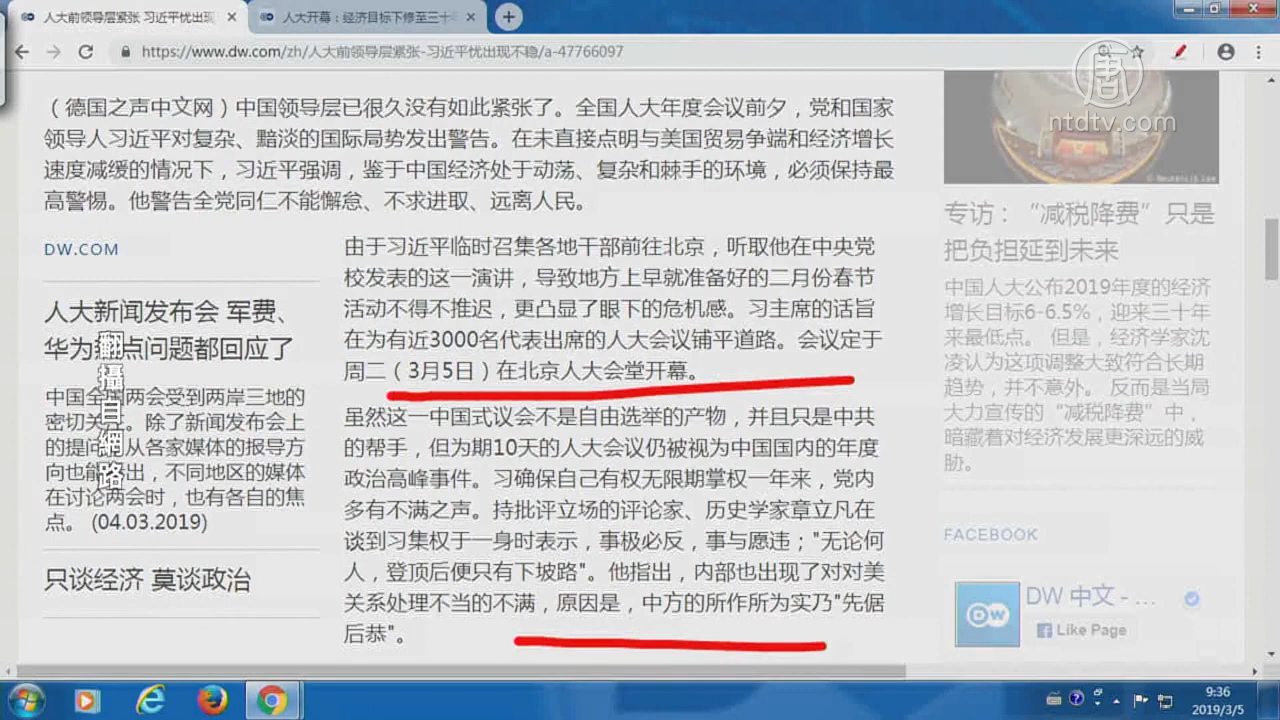 人大前领导层紧张 习近平忧出现
人大开幕：经济目标下修至三十年
https://www.dw.com/zh/人大前领导层紧张-习近平忧出现不稳/a-47766097
唐
ntdtv.com
（德国之声中文网）中国领导层已很久没有如此紧张了。全国人大年度会议前夕，党和国家
领导人习近平对复杂、黯淡的国际局势发出警告。在未直接点明与美国贸易争端和经济增长
速度减缓的情况下，习近平强调，鉴于中国经济处于动荡、复杂和棘手的环境，必须保持最
高警惕。他警告全党同仁不能懈怠、不求进取、远离人民。
DW.COM
人大新闻发布会 军费、
华为热点问题都回应了
中国全国两会受到两岸三地的
密切关注。除了新闻发布会上
的提问，从各家媒体的报导方
向也能看出，不同地区的媒体
在讨论两会时，也有各自的焦
点。 (04.03.2019)
只谈经济 莫谈政治
翻攝自網路
由于习近平临时召集各地干部前往北京，听取他在中央党
校发表的这一演讲，导致地方上早就准备好的二月份春节
活动不得不推迟，更凸显了眼下的危机感。习主席的话旨
在为有近3000名代表出席的人大会议铺平道路。会议定于
周二（3月5日）在北京人大会堂开幕。
虽然这一中国式议会不是自由选举的产物，并且只是中共
的帮手，但为期10天的人大会议仍被视为中国国内的年度
政治高峰事件。习确保自己有权无限期掌权一年来，党内
多有不满之声。持批评立场的评论家、历史学家章立凡在
谈到习集权于一身时表示，事极必反，事与愿违；"无论何
人，登顶后便只有下坡路"。他指出，内部也出现了对对美
关系处理不当的不满，原因是，中方的所作所为实乃"先倨
后恭"。
专访：“减税降费”只是
把负担延到未来
中国人大公布2019年度的经济
增长目标6-6.5%，迎来三十年
来最低点。 但是，经济学家沈
凌认为这项调整大致符合长期
趋势，并不意外。 反而是当局
大力宣传的“减税降费”中，
暗藏着对经济发展更深远的威
胁。
FACEBOOK
DW
DW 中文 - ...
Like Page
9:36
2019/3/5